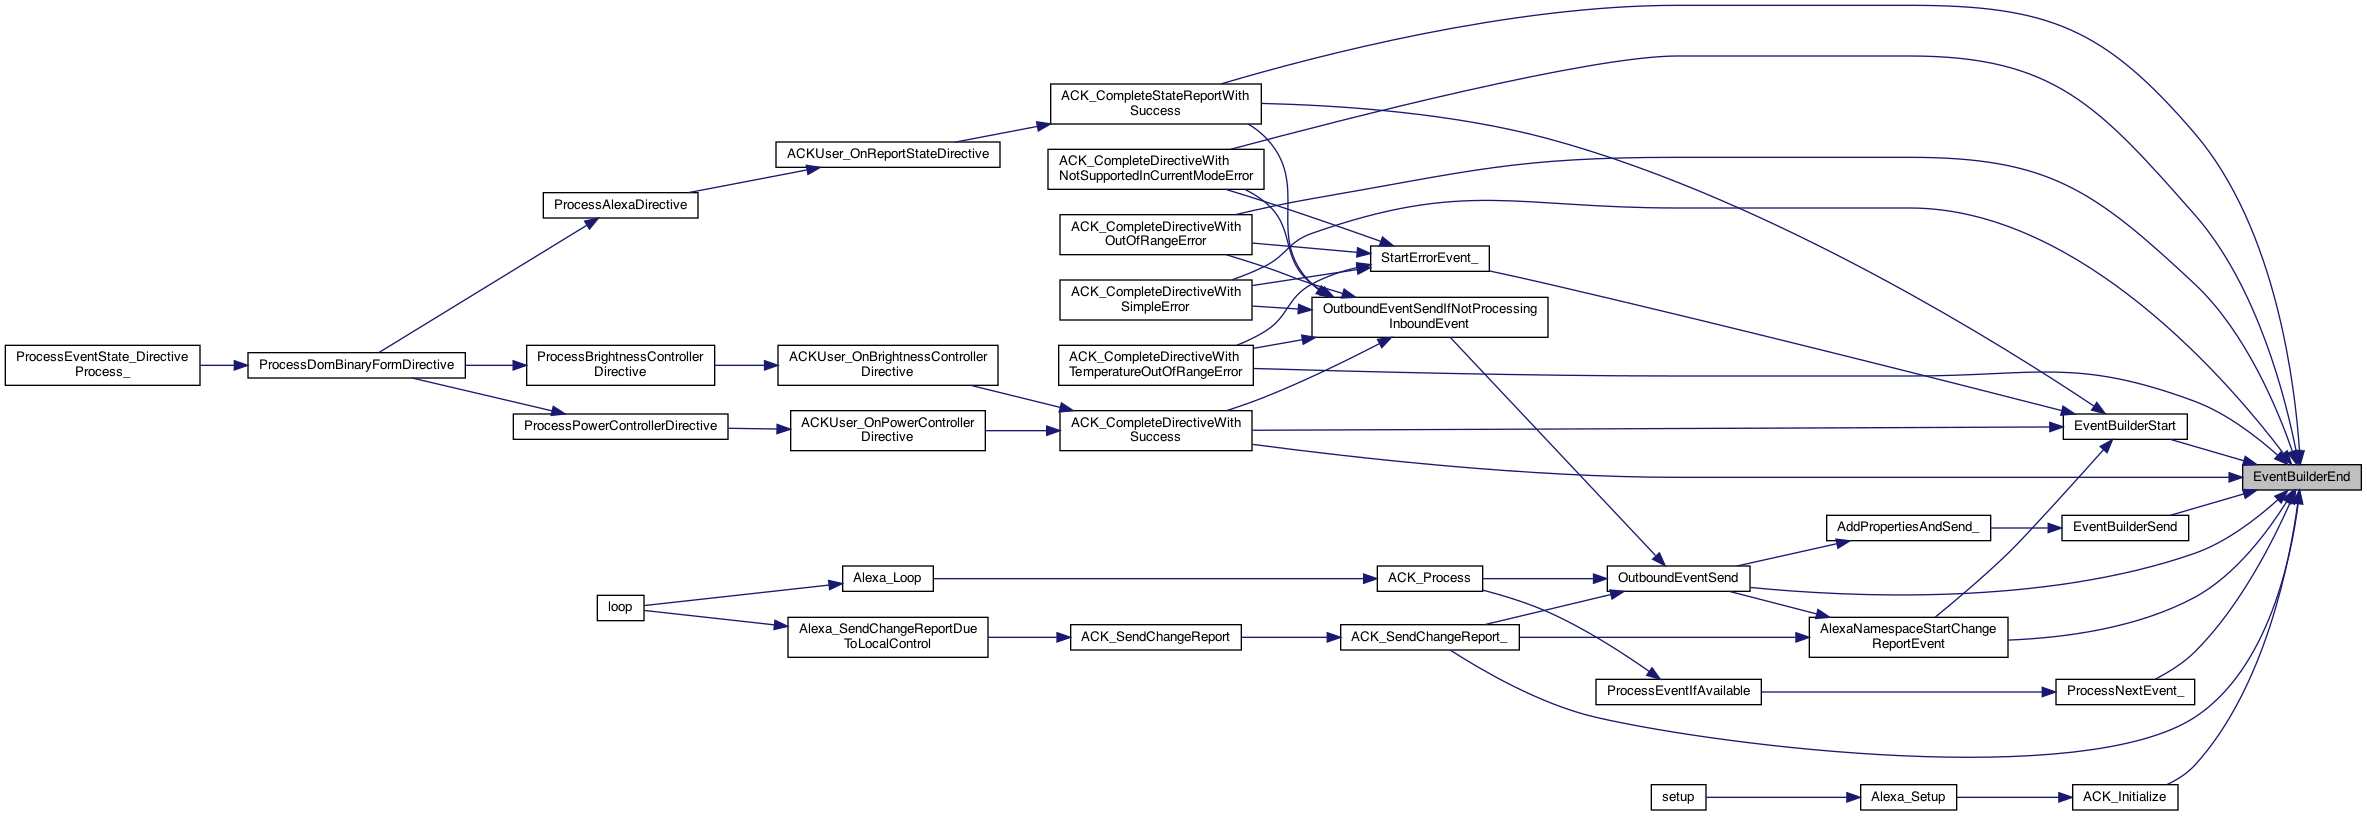 ACK_CompleteStateReportWith
Success
ACKUser_OnReportStateDirective
ACK_CompleteDirectiveWith
NotSupportedInCurrentModeError
ProcessAlexaDirective
ACK_CompleteDirectiveWith
OutOfRangeError
StartErrorEvent_
ACK_CompleteDirectiveWith
SimpleError
OutboundEventSendIfNotProcessing
InboundEvent
ProcessEventState_Directive
Process_
ProcessDomBinaryFormDirective
ProcessBrightnessController
Directive
ACKUser_OnBrightnessController
Directive
ACK_CompleteDirectiveWith
TemperatureOutOfRangeError
ProcessPowerControllerDirective
ACKUser_OnPowerController
Directive
ACK_CompleteDirectiveWith
Success
EventBuilderStart
EventBuilderEnd
AddPropertiesAndSend_
EventBuilderSend
Alexa_Loop
ACK_Process
OutboundEventSend
loop
Alexa_SendChangeReportDue
ToLocalControl
ACK_SendChangeReport
ACK_SendChangeReport_
AlexaNamespaceStartChange
ReportEvent
ProcessEventIfAvailable
ProcessNextEvent_
setup
Alexa_Setup
ACK_Initialize